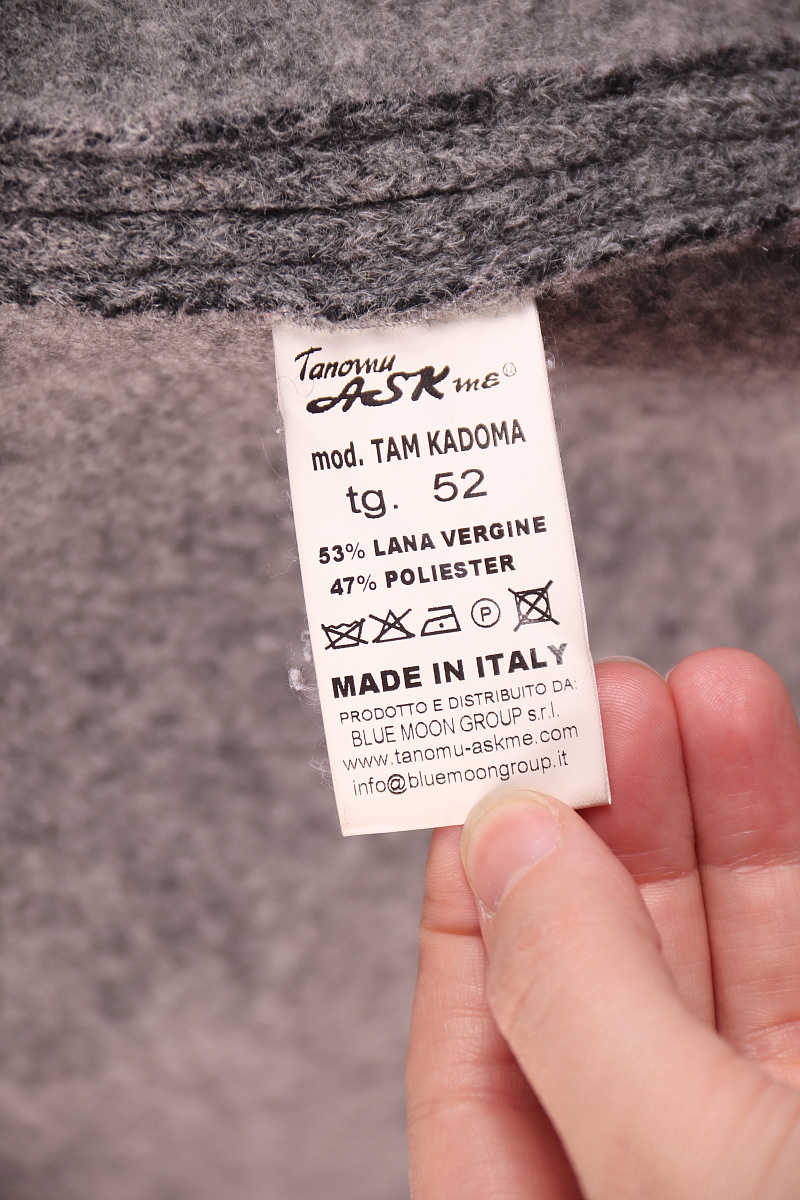 Tanomu
ASK me®
mod. TAM KADOMA
tg. 52
53% LANA VERGINE
47% POLIESTER
P
MADE IN ITALY
PRODOTTO E DISTRIBUITO DA:
BLUE MOON GROUP s.r.l.
www.tanomu-askme.com
info@bluemoongroup.it